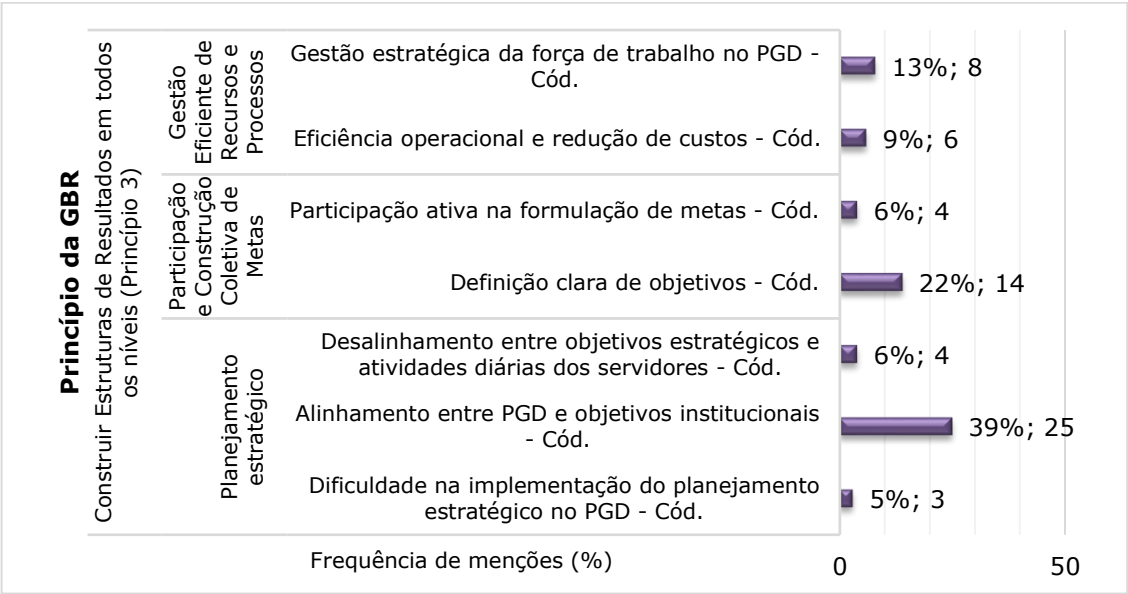 Princípio da GBR
Construir Estruturas de Resultados em todos
os níveis (Princípio 3)
Gestão
Eficiente de
Recursos e
Processos
Gestão estratégica da força de trabalho no PGD -
Cód.
13%; 8
Eficiência operacional e redução de custos - Cód.
9%; 6
Participação
e Construção
Coletiva de
Metas
Participação ativa na formulação de metas - Cód.
6%; 4
Definição clara de objetivos - Cód.
22%; 14
Planejamento
estratégico
Desalinhamento entre objetivos estratégicos e
atividades diárias dos servidores - Cód.
6%; 4
Alinhamento entre PGD e objetivos institucionais
- Cód.
39%; 25
Dificuldade na implementação do planejamento
estratégico no PGD - Cód.
5%; 3
Frequência de menções (%)
0
50